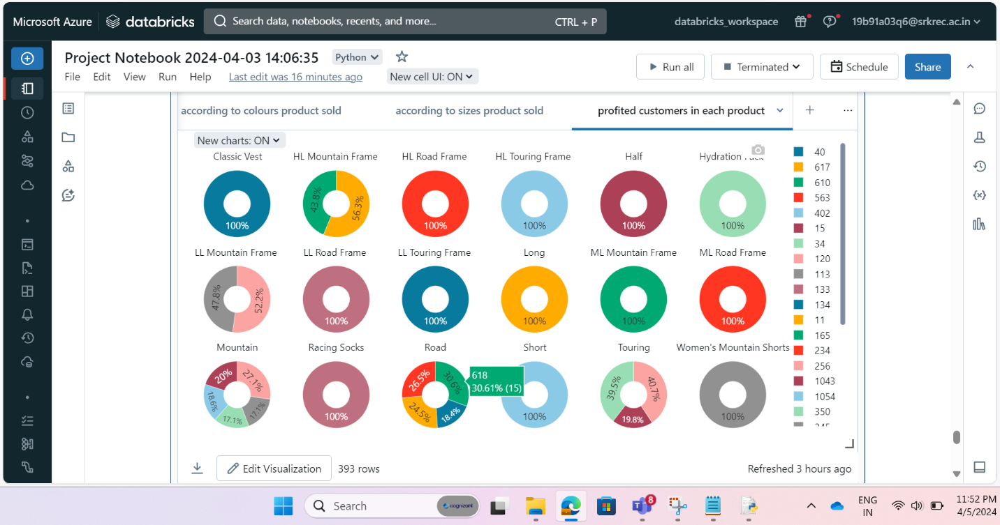 Microsoft Azure databricks Search data, notebooks, recents, and more... CTRL + P databricks_workspace 19b91a03q6@srkrec.ac.in
Project Notebook 2024-04-03 14:06:35 Python
File Edit View Run Help Last edit was 16 minutes ago New cell UI: ON
Run all Terminated Schedule Share
according to colours product sold according to sizes product sold profited customers in each product + ...
New charts: ON
Classic Vest HL Mountain Frame HL Road Frame HL Touring Frame Half Hydration
100% 43.8% 56.3% 100% 100% 100% 100%
LL Mountain Frame LL Road Frame LL Touring Frame Long ML Mountain Frame ML Road Frame
47.8% 52.2% 100% 100% 100% 100% 100%
Mountain Racing Socks Road Short Touring Women's Mountain Shorts
20% 27.1% 18.6% 17.1% 17.1% 100% 26.5% 30.6% 24.5% 18.4% 100% 39.5% 40.7% 19.8% 100%
618
30.61% (15)
40
617
610
563
402
15
34
120
113
133
134
11
165
234
256
1043
1054
350
Edit Visualization 393 rows Refreshed 3 hours ago
Search cognizant 8 ENG
IN
11:52 PM
4/5/2024